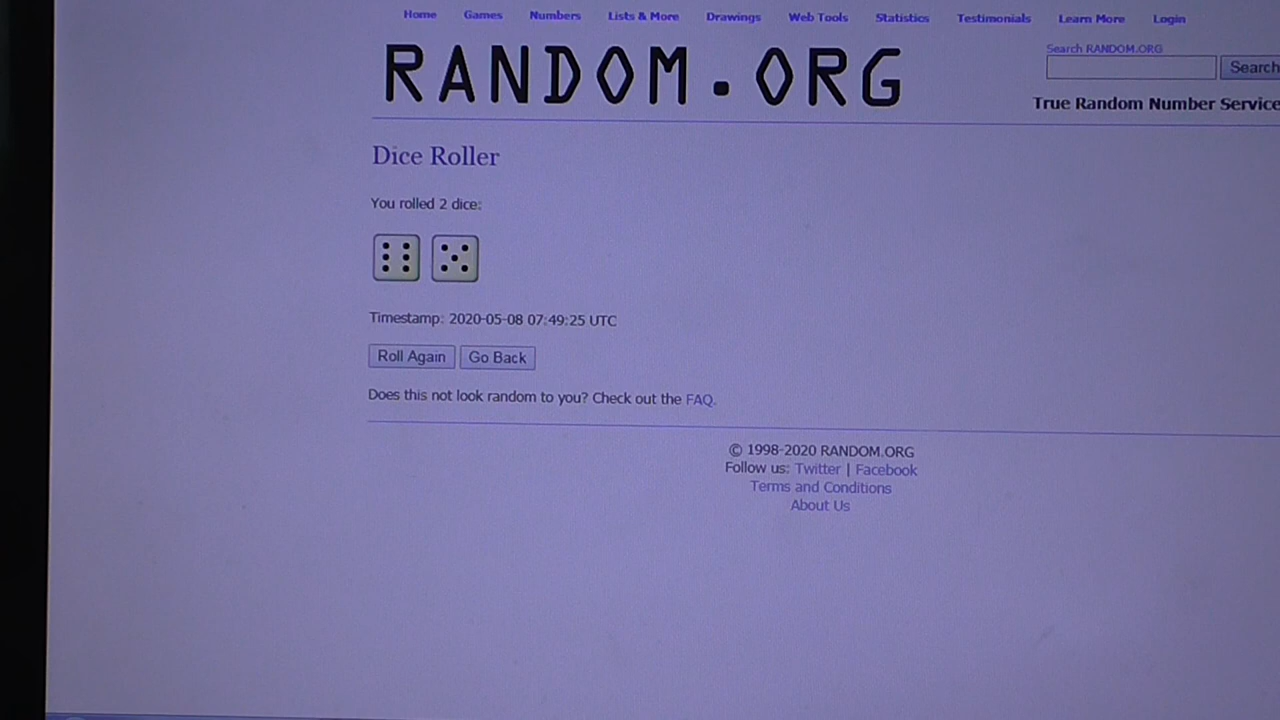 Home Games Numbers Lists & More Drawings Web Tools Statistics Testimonials Learn More Login
RANDOM.ORG
Search RANDOM.ORG
Search
True Random Number Service
Dice Roller
You rolled 2 dice:
Timestamp: 2020-05-08 07:49:25 UTC
Roll Again Go Back
Does this not look random to you? Check out the FAQ.
© 1998-2020 RANDOM.ORG
Follow us: Twitter | Facebook
Terms and Conditions
About Us